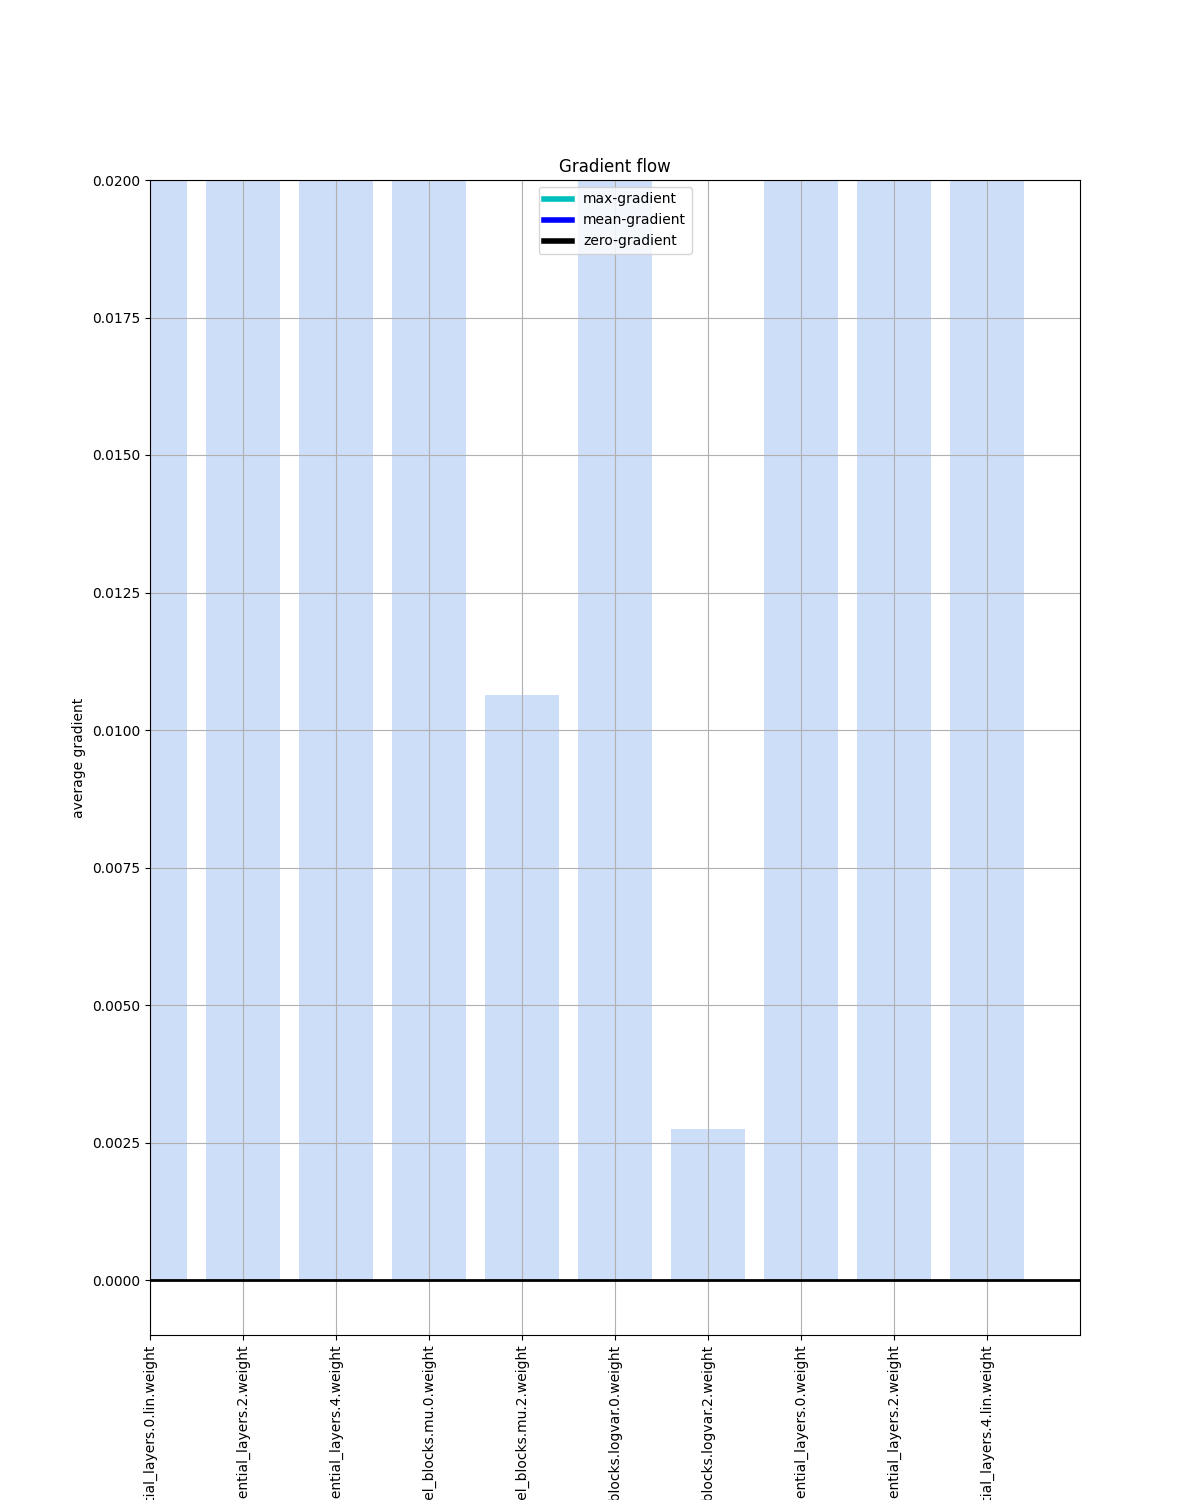 Gradient flow
max-gradient
mean-gradient
zero-gradient
0.0200
0.0175
0.0150
0.0125
0.0100
0.0075
0.0050
0.0025
0.0000
average gradient
tial_layers.0.lin.weight
ential_layers.2.weight
ential_layers.4.weight
el_blocks.mu.0.weight
el_blocks.mu.2.weight
blocks.logvar.0.weight
blocks.logvar.2.weight
ential_layers.0.weight
ential_layers.2.weight
tial_layers.4.lin.weight